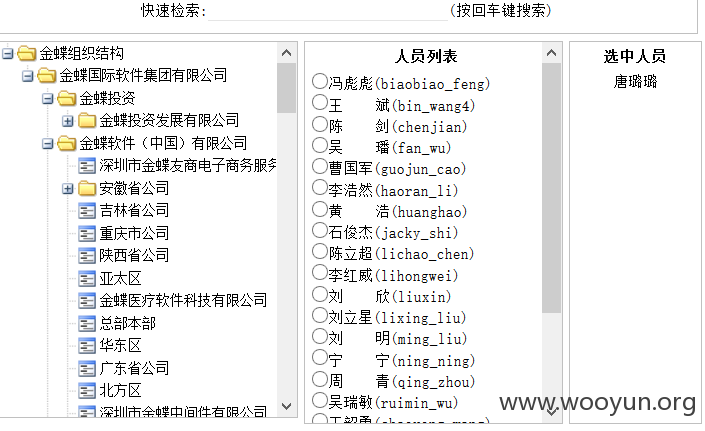 快速检索: (按回车键搜索)
金蝶组织结构
金蝶国际软件集团有限公司
金蝶投资
金蝶投资发展有限公司
金蝶软件（中国）有限公司
深圳市金蝶友商电子商务服务
安徽省公司
吉林省公司
重庆市公司
陕西省公司
亚太区
金蝶医疗软件科技有限公司
总部本部
华东区
广东省公司
北方区
深圳市金蝶中间件有限公司
人员列表
冯彪彪(biaobiao_feng)
王 斌(bin_wang4)
陈 剑(chenjian)
吴 璠(fan_wu)
曹国军(guojun_cao)
李浩然(haoran_li)
黄 浩(huanghao)
石俊杰(jacky_shi)
陈立超(lichao_chen)
李红威(lihongwei)
刘 欣(liuxin)
刘立星(lixing_liu)
刘 明(ming_liu)
宁 宁(ning_ning)
周 青(qing_zhou)
吴瑞敏(ruimin_wu)
选中人员
唐璐璐
www.wooyun.org